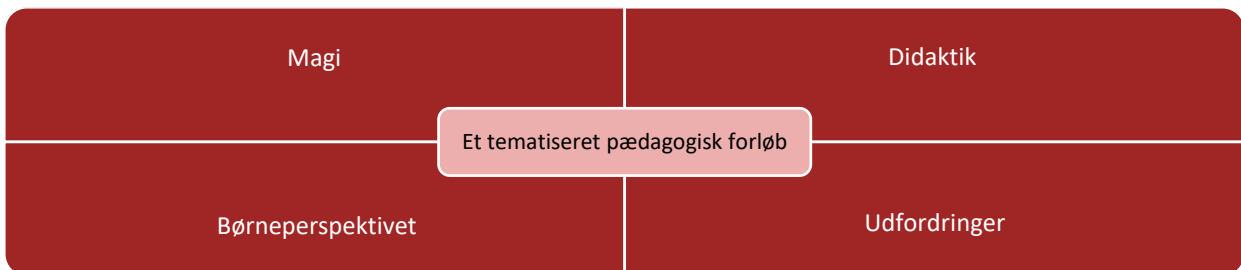 Magi
Didaktik
Et tematiseret pædagogisk forløb
Børneperspektivet
Udfordringer